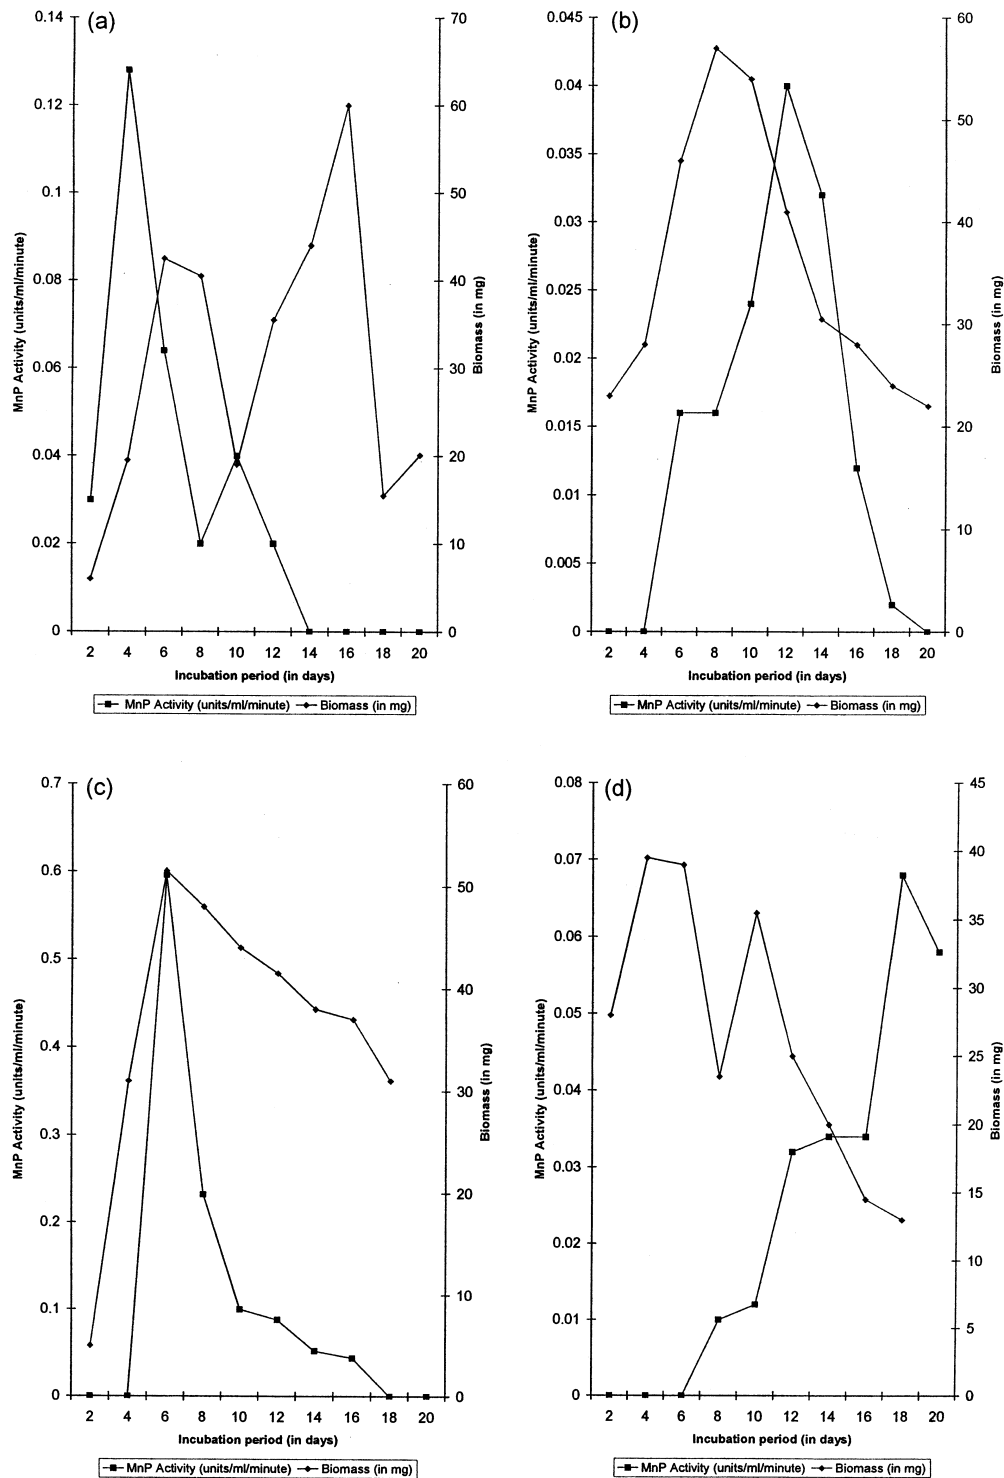 (a)
0.14
0.12
0.1
0.08
0.06
0.04
0.02
0
MnP Activity (units/ml/minute)
70
60
50
40
30
20
10
0
Biomass (in mg)
2 4 6 8 10 12 14 16 18 20
Incubation period (in days)
MnP Activity (units/ml/minute) Biomass (in mg)
(b)
0.045
0.04
0.035
0.03
0.025
0.02
0.015
0.01
0.005
0
MnP Activity (units/ml/minute)
60
50
40
30
20
10
0
Biomass (in mg)
2 4 6 8 10 12 14 16 18 20
Incubation period (in days)
MnP Activity (units/ml/minute) Biomass (in mg)
(c)
0.7
0.6
0.5
0.4
0.3
0.2
0.1
0
MnP Activity (units/ml/minute)
60
50
40
30
20
10
0
Biomass (in mg)
2 4 6 8 10 12 14 16 18 20
Incubation period (in days)
MnP Activity (units/ml/minute) Biomass (in mg)
(d)
0.08
0.07
0.06
0.05
0.04
0.03
0.02
0.01
0
MnP Activity (units/ml/minute)
45
40
35
30
25
20
15
10
5
0
Biomass (in mg)
2 4 6 8 10 12 14 16 18 20
Incubation period (in days)
MnP Activity (units/ml/minute) Biomass (in mg)